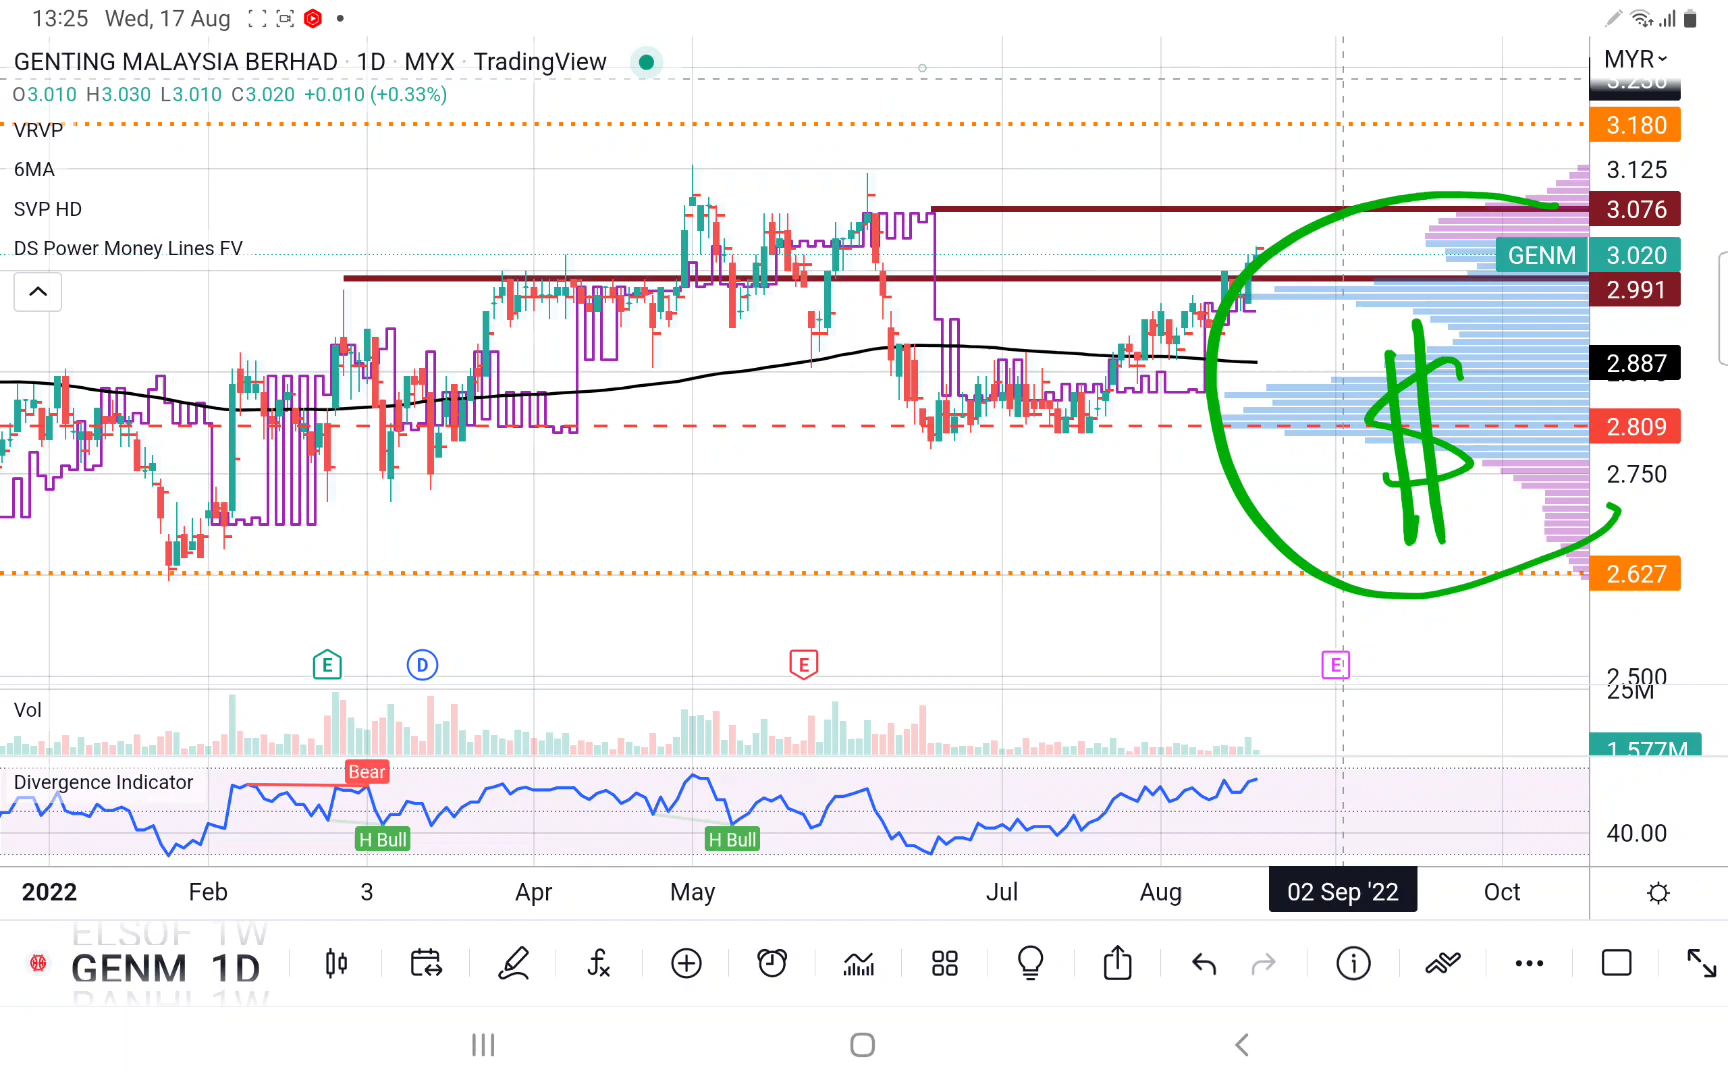 13:25 Wed, 17 Aug
GENTING MALAYSIA BERHAD · 1D · MYX · TradingView
MYR
O3.010 H3.030 L3.010 C3.020 +0.010 (+0.33%)
3.236
VRVP
3.180
6MA
3.125
SVP HD
3.076
DS Power Money Lines FV
GENM 3.020
2.991
$
2.887
2.809
2.750
2.627
E D E E
2.500
25M
Vol
1.577M
Bear
Divergence Indicator
H Bull H Bull
40.00
2022 Feb 3 Apr May Jul Aug 02 Sep '22 Oct
ELSOF 1W
GENM 1D